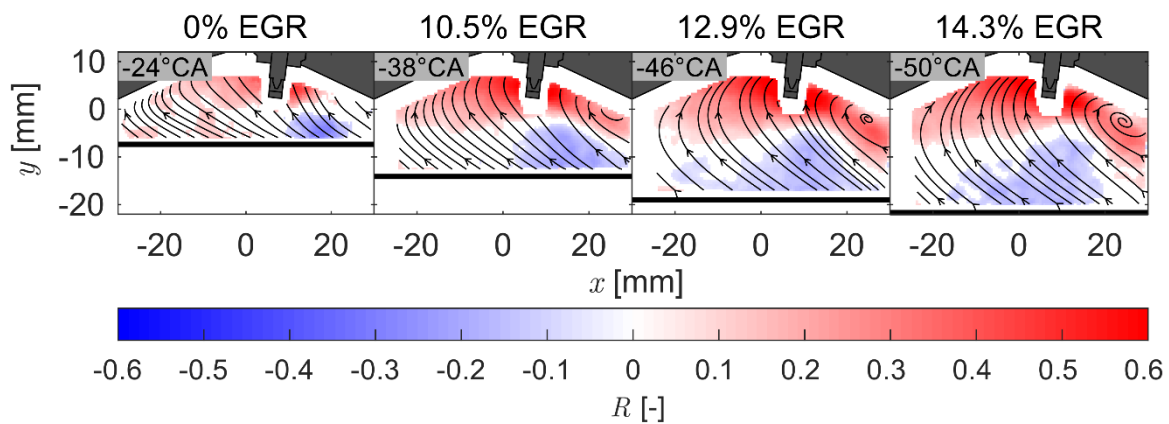 0% EGR 10.5% EGR 12.9% EGR 14.3% EGR
-24°CA -38°CA -46°CA -50°CA
10
0
-10
-20
y [mm]
-20 0 20 -20 0 20 -20 0 20 -20 0 20
x [mm]
-0.6 -0.5 -0.4 -0.3 -0.2 -0.1 0 0.1 0.2 0.3 0.4 0.5 0.6
R [-]